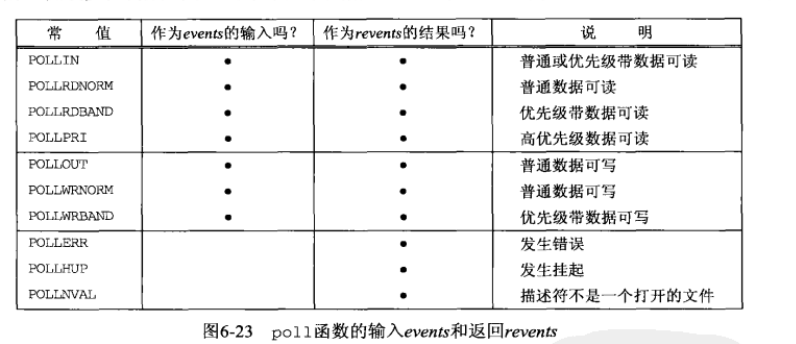 常 值 作为events的输入吗? 作为revents的结果吗? 说 明
POLLIN • • 普通或优先级带数据可读
POLLRDNORM • • 普通数据可读
POLLRDBAND • • 优先级带数据可读
POLLPRI • • 高优先级数据可读
POLLOUT • • 普通数据可写
POLLWRNORM • • 普通数据可写
POLLWRBAND • • 优先级带数据可写
POLLERR • 发生错误
POLLHUP • 发生挂起
POLLNVAL • 描述符不是一个打开的文件
图6-23 poll函数的输入events和返回revents